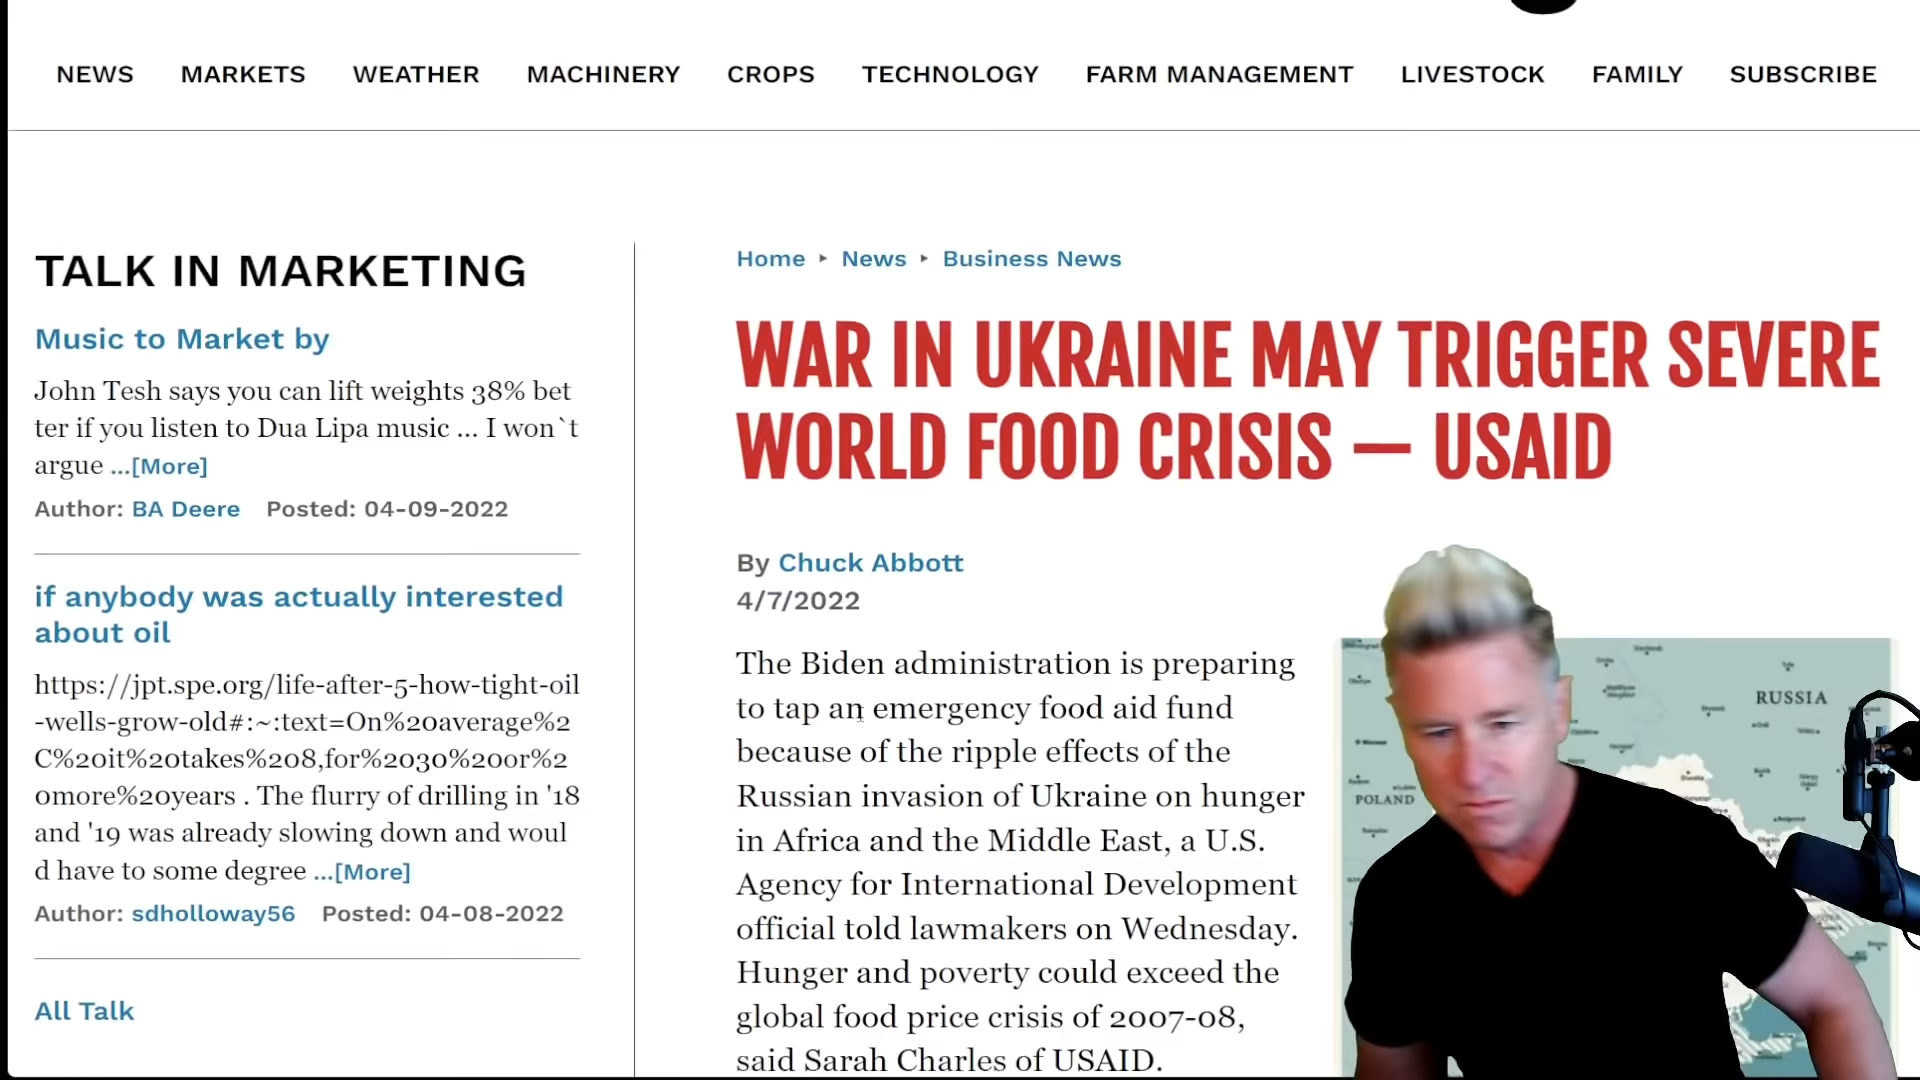 NEWS MARKETS WEATHER MACHINERY CROPS TECHNOLOGY FARM MANAGEMENT LIVESTOCK FAMILY SUBSCRIBE
TALK IN MARKETING
Music to Market by
John Tesh says you can lift weights 38% bet
ter if you listen to Dua Lipa music ... I won`t
argue ...[More]
Author: BA Deere Posted: 04-09-2022
if anybody was actually interested
about oil
https://jpt.spe.org/life-after-5-how-tight-oil
-wells-grow-old#:~:text=On%20average%2
C%20it%20takes%208,for%2030%20or%2
0more%20years . The flurry of drilling in '18
and '19 was already slowing down and woul
d have to some degree ...[More]
Author: sdholloway56 Posted: 04-08-2022
All Talk
Home ‣ News ‣ Business News
WAR IN UKRAINE MAY TRIGGER SEVERE
WORLD FOOD CRISIS — USAID
By Chuck Abbott
4/7/2022
The Biden administration is preparing
to tap an emergency food aid fund
because of the ripple effects of the
Russian invasion of Ukraine on hunger
in Africa and the Middle East, a U.S.
Agency for International Development
official told lawmakers on Wednesday.
Hunger and poverty could exceed the
global food price crisis of 2007-08,
said Sarah Charles of USAID.
RUSSIA
POLAND